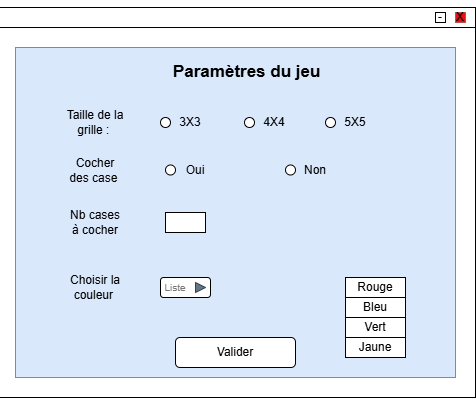 - X
Paramètres du jeu
Taille de la
grille :
3X3
4X4
5X5
Cocher
des case
Oui
Non
Nb cases
à cocher
Choisir la
couleur
Liste
Rouge
Bleu
Vert
Jaune
Valider